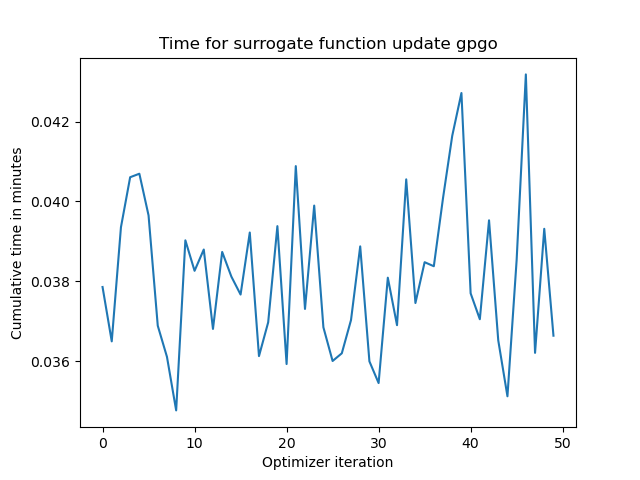 Time for surrogate function update gpgo
Cumulative time in minutes
0.042
0.040
0.038
0.036
0 10 20 30 40 50
Optimizer iteration